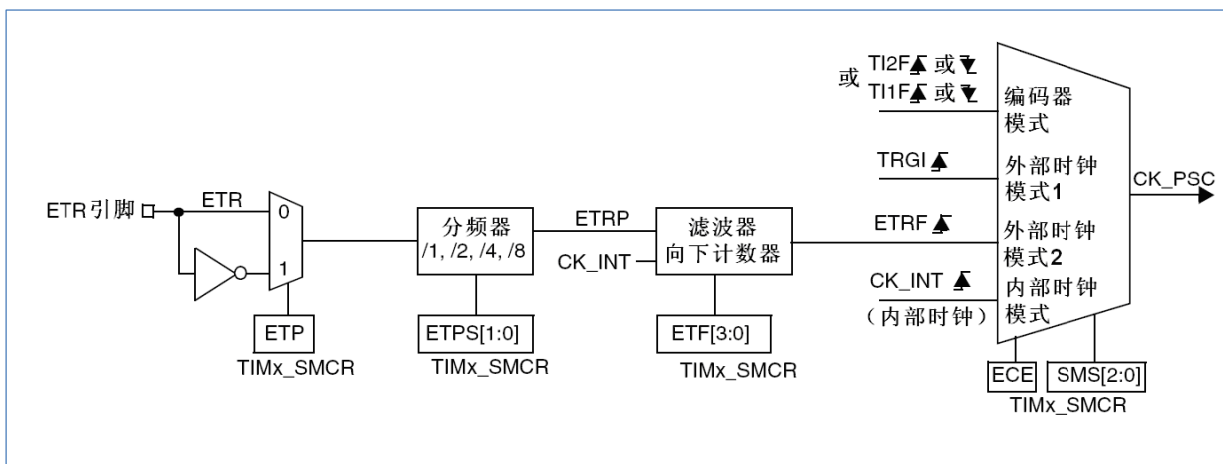 TI2F 或
或 TI1F 或
编码器
模式
TRGI
外部时钟
模式1
CK_PSC
ETR引脚
ETR
0
1
分频器
/1, /2, /4, /8
ETRP
CK_INT
滤波器
向下计数器
ETRF
外部时钟
模式2
CK_INT
（内部时钟）
内部时钟
模式
ETP
TIMx_SMCR
ETPS[1:0]
TIMx_SMCR
ETF[3:0]
TIMx_SMCR
ECE
SMS[2:0]
TIMx_SMCR